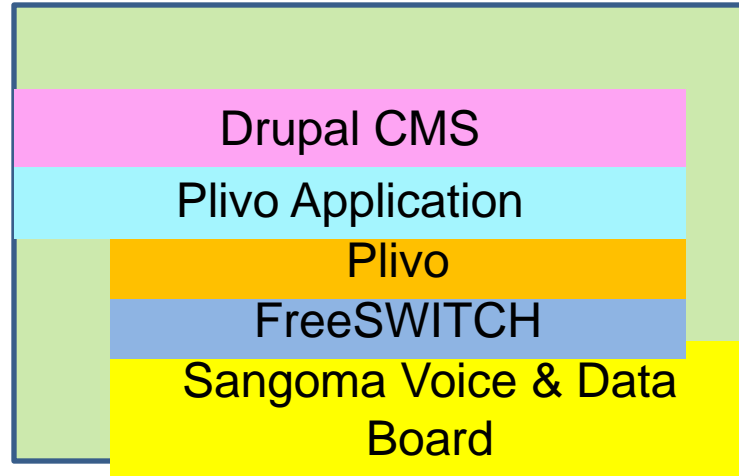 Drupal CMS
Plivo Application
Plivo
FreeSWITCH
Sangoma Voice & Data
Board